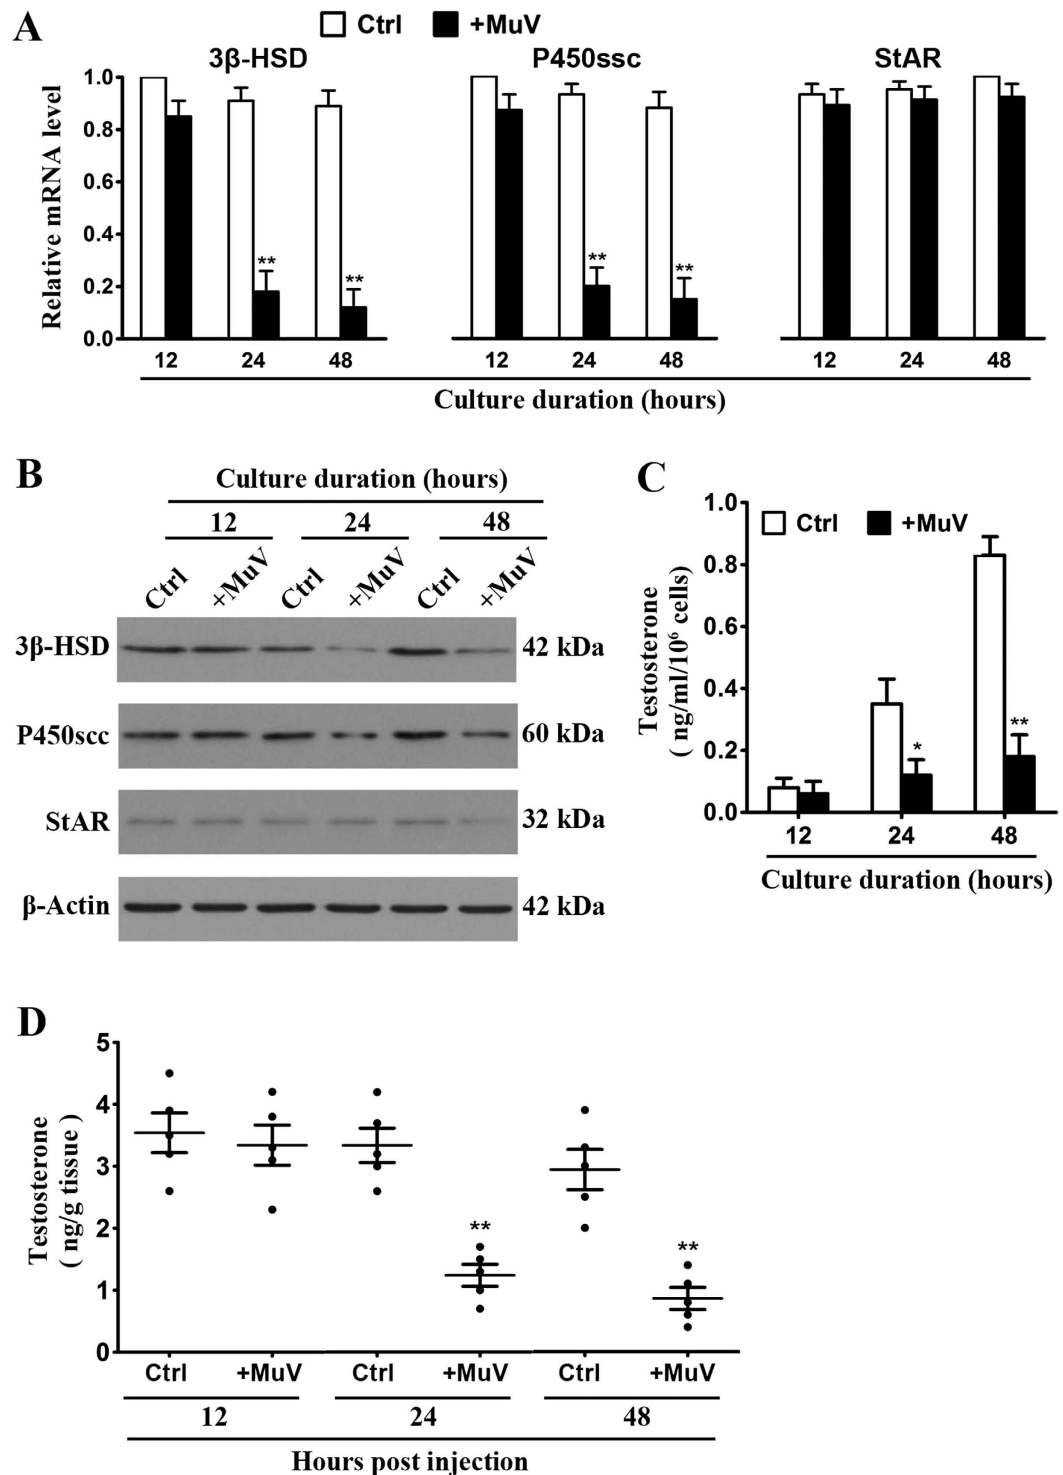 A
Ctrl +MuV
3β-HSD P450ssc StAR
Relative mRNA level
1.0
0.8
0.6
0.4
0.2
0.0
** ** ** **
12 24 48 12 24 48 12 24 48
Culture duration (hours)
B
Culture duration (hours)
12 24 48
Ctrl +MuV Ctrl +MuV Ctrl +MuV
3β-HSD 42 kDa
P450scc 60 kDa
StAR 32 kDa
β-Actin 42 kDa
C
Testosterone
( ng/ml/10⁶ cells)
1.0
0.8
0.6
0.4
0.2
0.0
Ctrl +MuV
* **
12 24 48
Culture duration (hours)
D
Testosterone
( ng/g tissue )
5
4
3
2
1
0
** **
Ctrl +MuV Ctrl +MuV Ctrl +MuV
12 24 48
Hours post injection